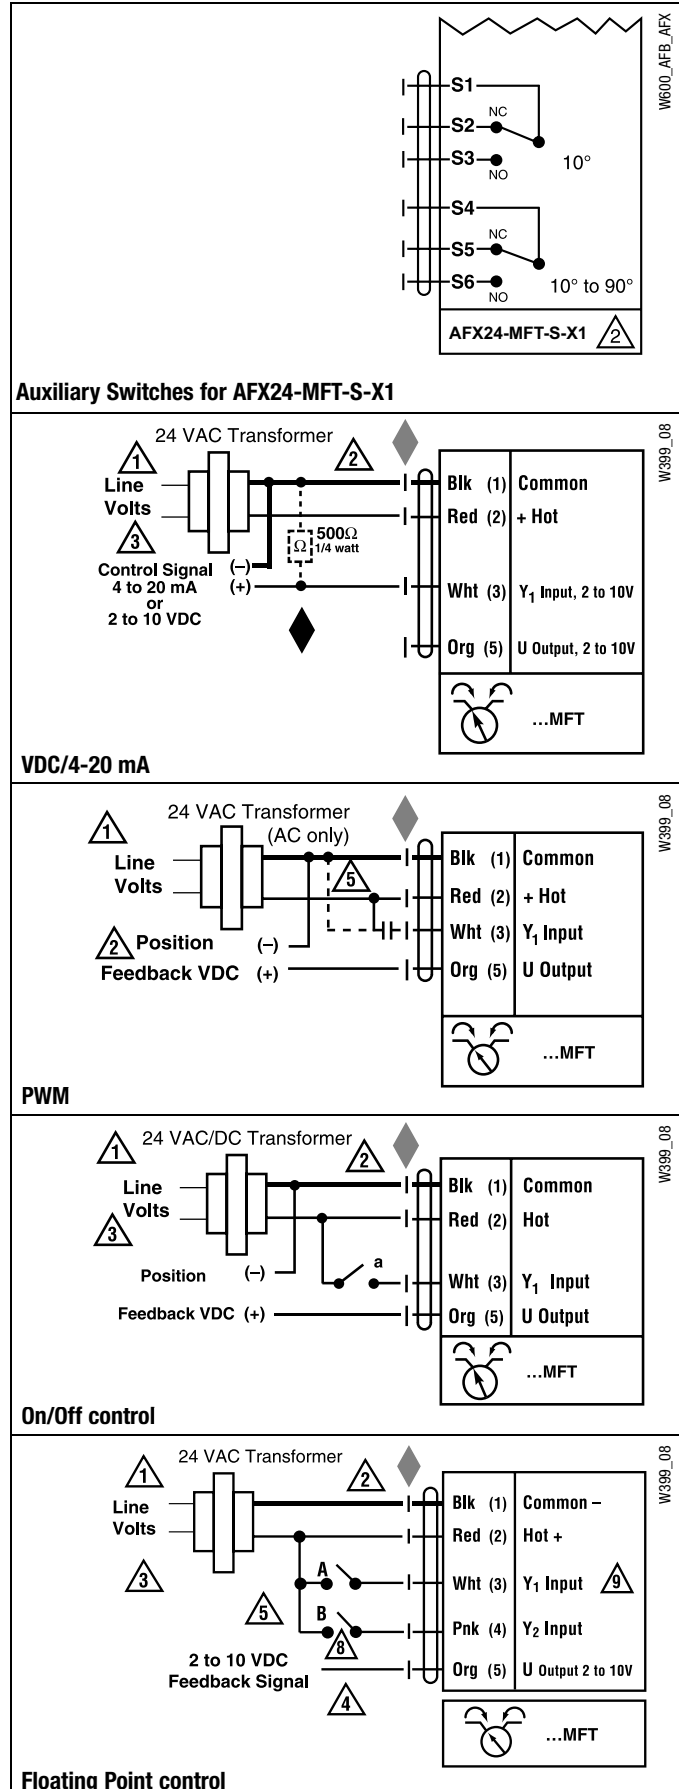 W600_AFB_AFX
S1
S2 NC
S3 NO
10°
S4
S5 NC
S6 NO
10° to 90°
AFX24-MFT-S-X1 2
Auxiliary Switches for AFX24-MFT-S-X1
W399_08
24 VAC Transformer
1
2
Line
Volts
3
Blk (1) Common
Red (2) + Hot
500Ω
1/4 watt
Ω
Control Signal (–)
4 to 20 mA (+)
or
2 to 10 VDC
Wht (3) Y1 Input, 2 to 10V
Org (5) U Output, 2 to 10V
...MFT
VDC/4-20 mA
W399_08
24 VAC Transformer
(AC only)
1
Line
Volts
5
Blk (1) Common
Red (2) + Hot
Wht (3) Y1 Input
Org (5) U Output
2 Position (–)
Feedback VDC (+)
...MFT
PWM
W399_08
24 VAC/DC Transformer
1
2
Line
Volts
3
Blk (1) Common
Red (2) Hot
a
Position (–)
Wht (3) Y1 Input
Feedback VDC (+)
Org (5) U Output
...MFT
On/Off control
W399_08
24 VAC Transformer
1
2
Line
Volts
3
Blk (1) Common –
Red (2) Hot +
A
Wht (3) Y1 Input 9
5
B
8
Pnk (4) Y2 Input
2 to 10 VDC
Feedback Signal
4
Org (5) U Output 2 to 10V
...MFT
Floating Point control